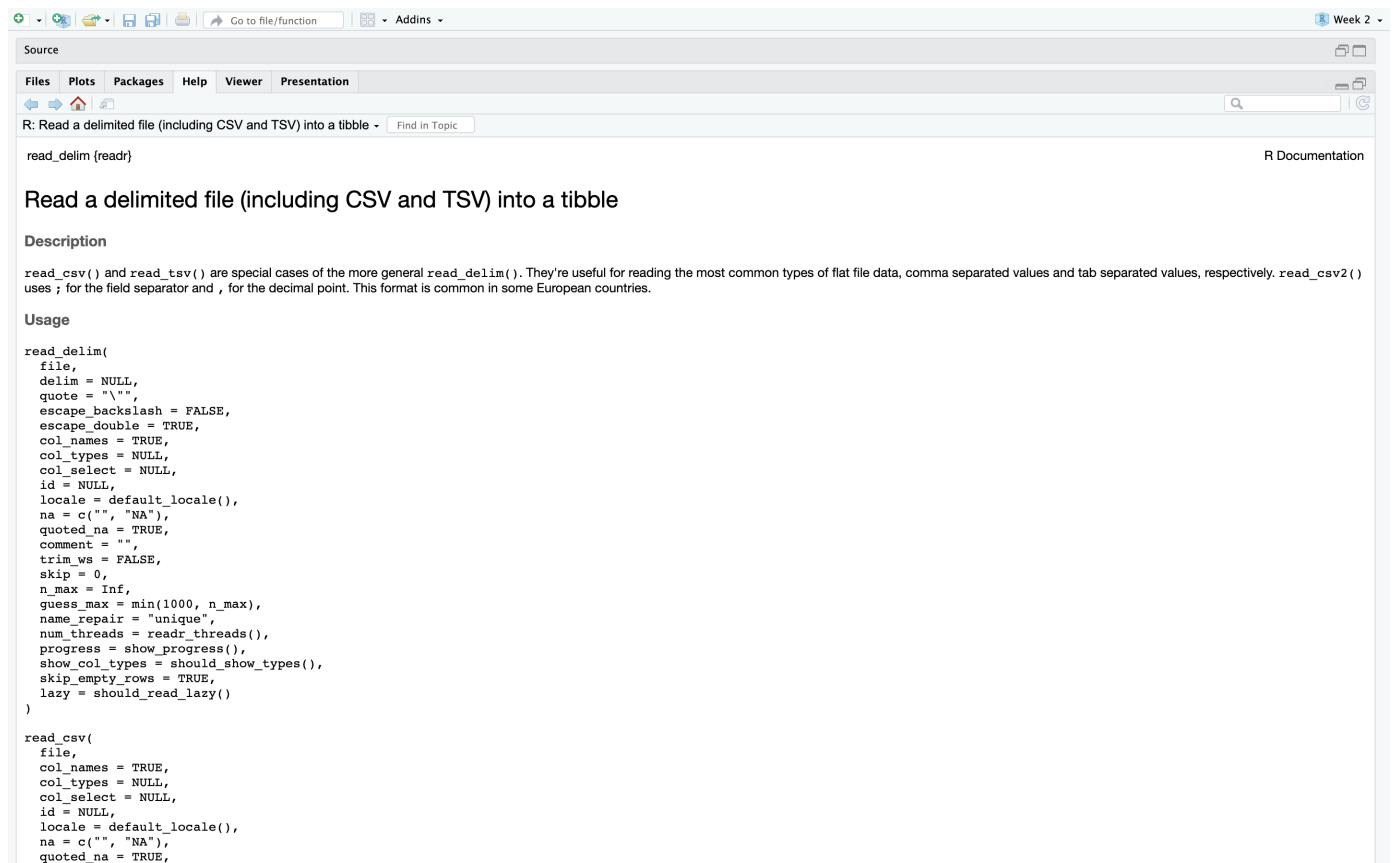 Go to file/function
Addins
Week 2
Source
Files Plots Packages Help Viewer Presentation
R: Read a delimited file (including CSV and TSV) into a tibble
Find in Topic
read_delim {readr}
R Documentation
Read a delimited file (including CSV and TSV) into a tibble
Description
read_csv() and read_tsv() are special cases of the more general read_delim(). They're useful for reading the most common types of flat file data, comma separated values and tab separated values, respectively. read_csv2()
uses ; for the field separator and , for the decimal point. This format is common in some European countries.
Usage
read_delim(
  file,
  delim = NULL,
  quote = "\"",
  escape_backslash = FALSE,
  escape_double = TRUE,
  col_names = TRUE,
  col_types = NULL,
  col_select = NULL,
  id = NULL,
  locale = default_locale(),
  na = c("", "NA"),
  quoted_na = TRUE,
  comment = "",
  trim_ws = FALSE,
  skip = 0,
  n_max = Inf,
  guess_max = min(1000, n_max),
  name_repair = "unique",
  num_threads = readr_threads(),
  progress = show_progress(),
  show_col_types = should_show_types(),
  skip_empty_rows = TRUE,
  lazy = should_read_lazy()
)
read_csv(
  file,
  col_names = TRUE,
  col_types = NULL,
  col_select = NULL,
  id = NULL,
  locale = default_locale(),
  na = c("", "NA"),
  quoted_na = TRUE,